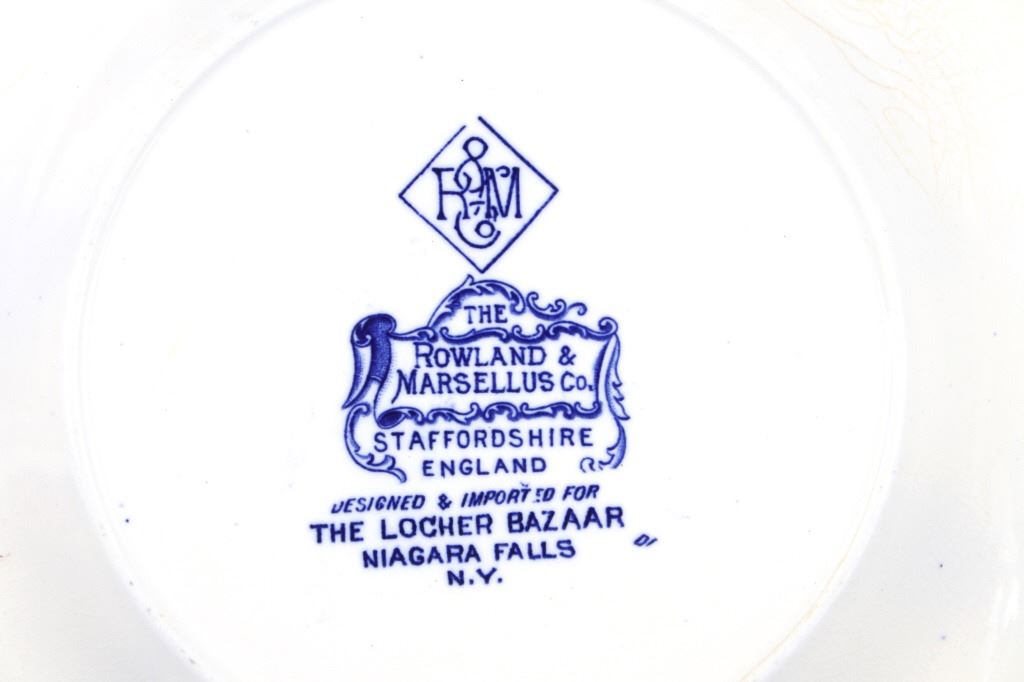 R & M
Co
THE
ROWLAND &
MARSELLUS CO.
STAFFORDSHIRE
ENGLAND
DESIGNED & IMPORTED FOR
THE LOCHER BAZAAR
NIAGARA FALLS
N.Y.